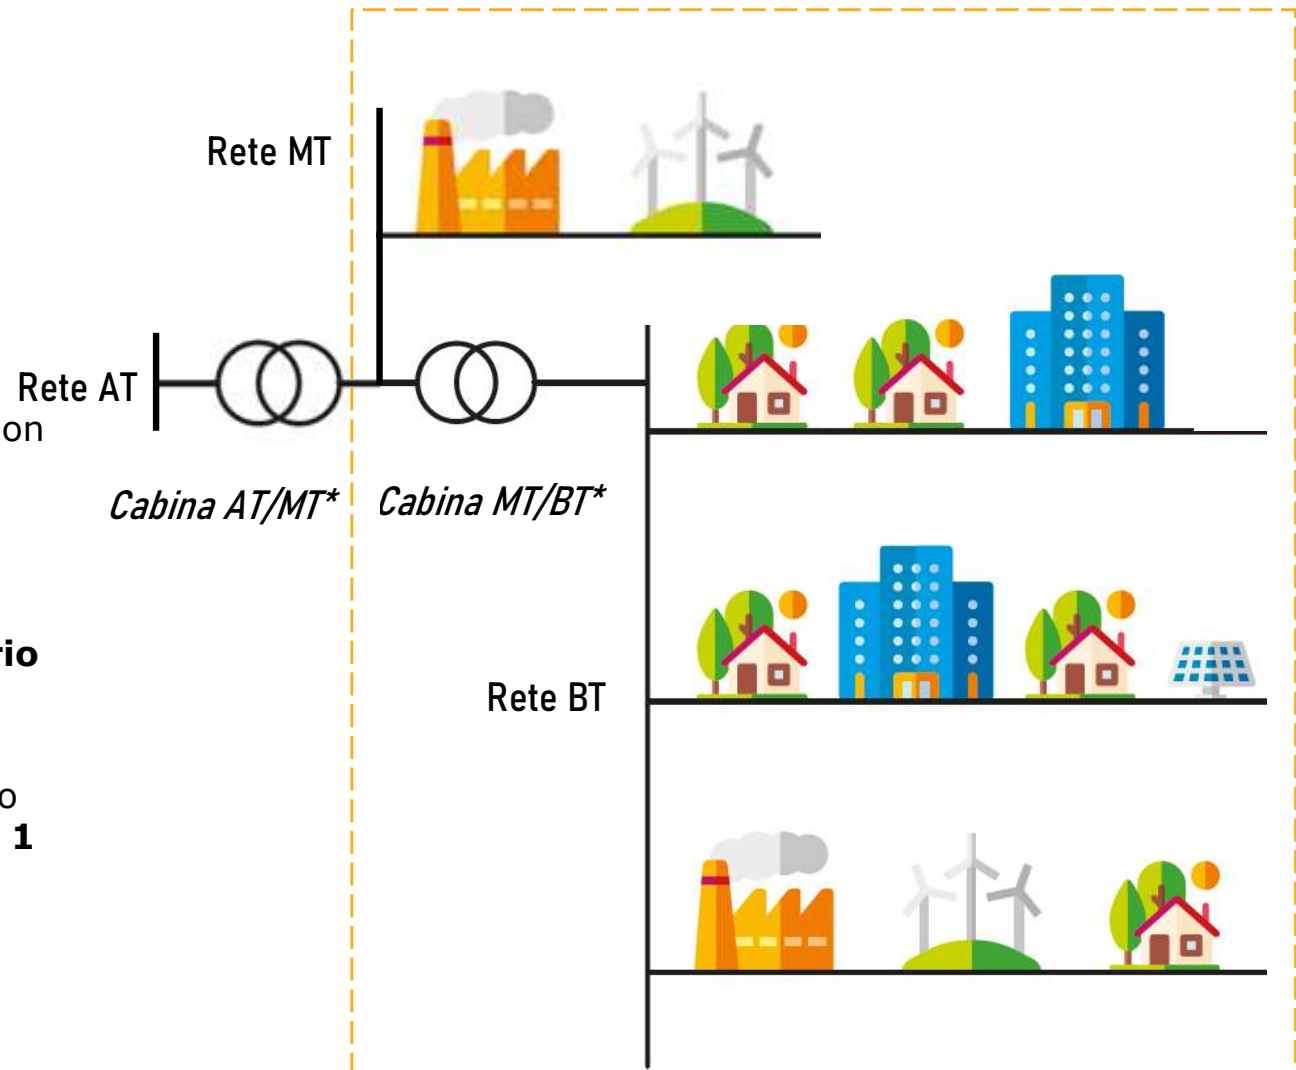 Rete MT
Rete AT
on
Cabina AT/MT*
Cabina MT/BT*
rio
Rete BT
o
1